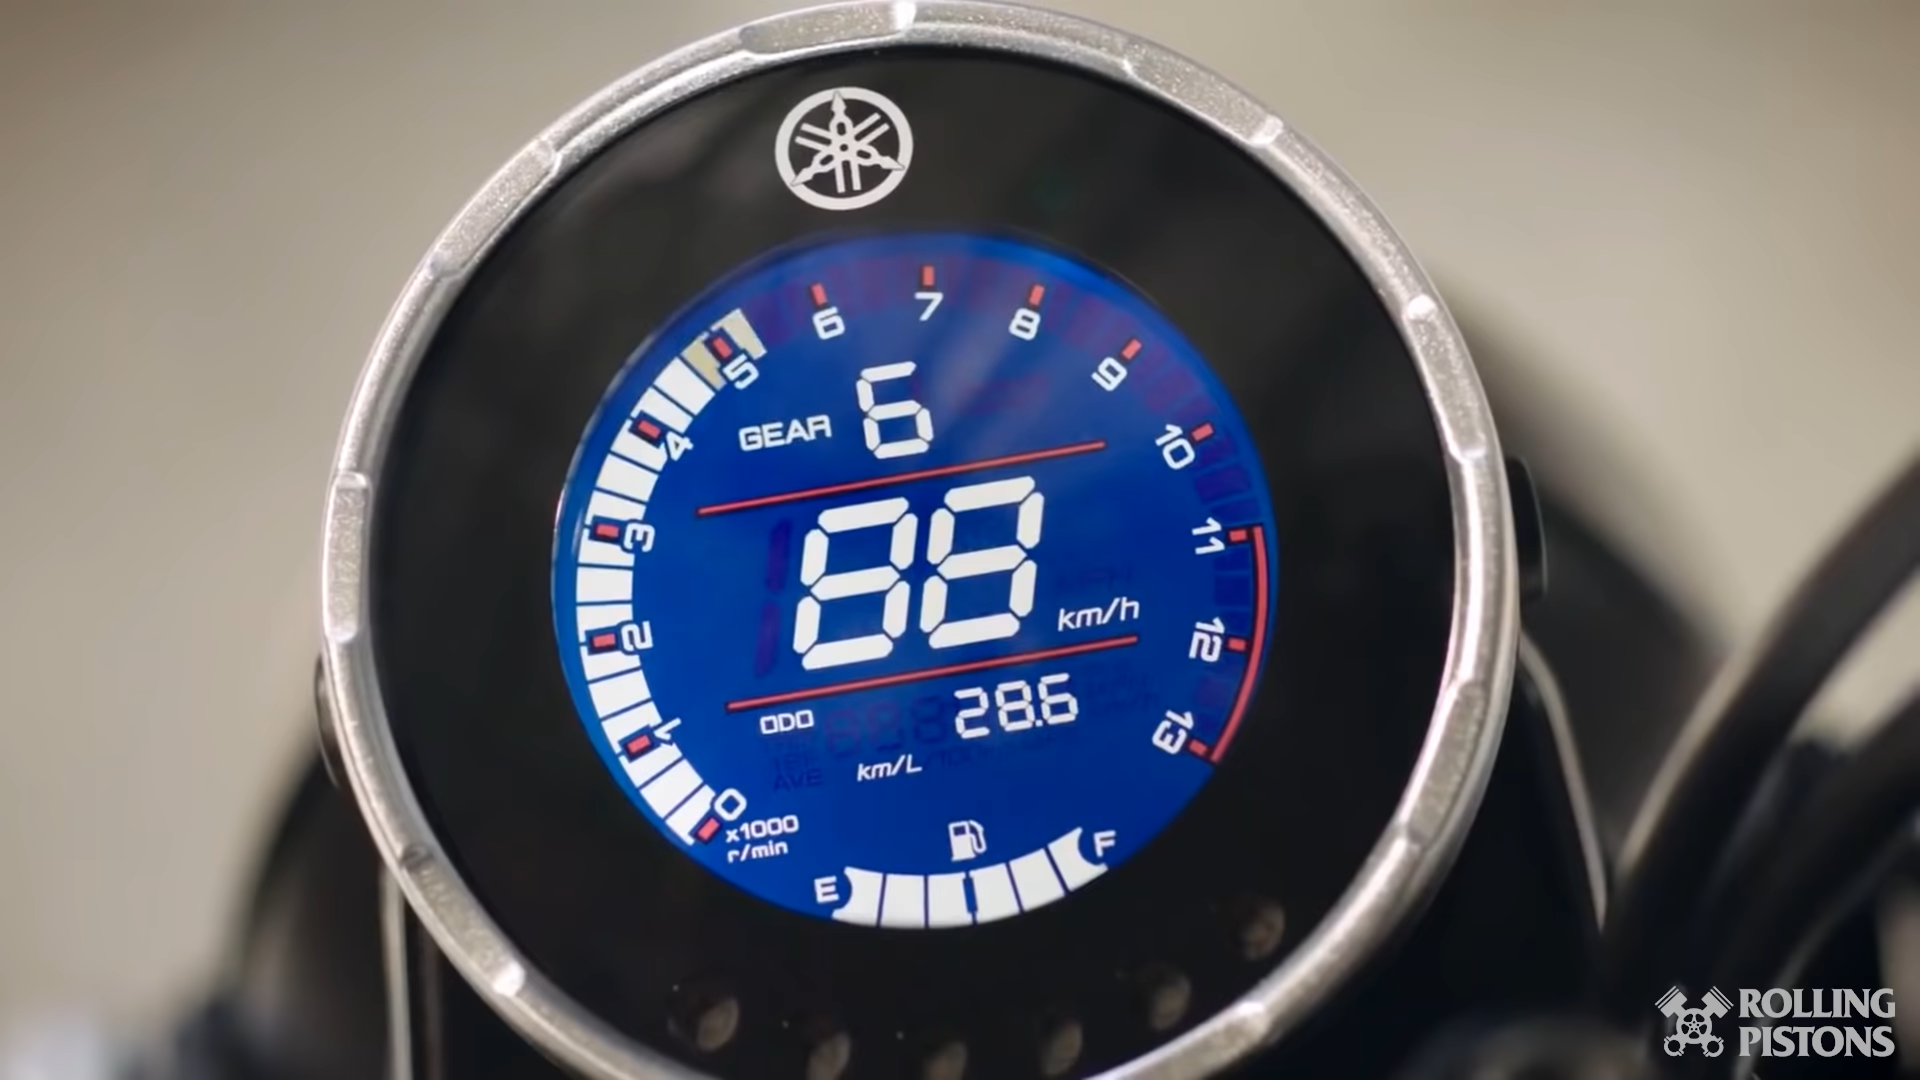 6 7 8
5 9
GEAR 6
4 10
3 88 km/h 11
2 12
ODO 28.6
1 13
km/L
0
x1000
r/min
E F
ROLLING
PISTONS